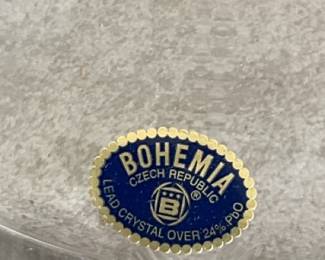 BOHEMIA
CZECH REPUBLIC
B ®
LEAD CRYSTAL OVER 24% PbO